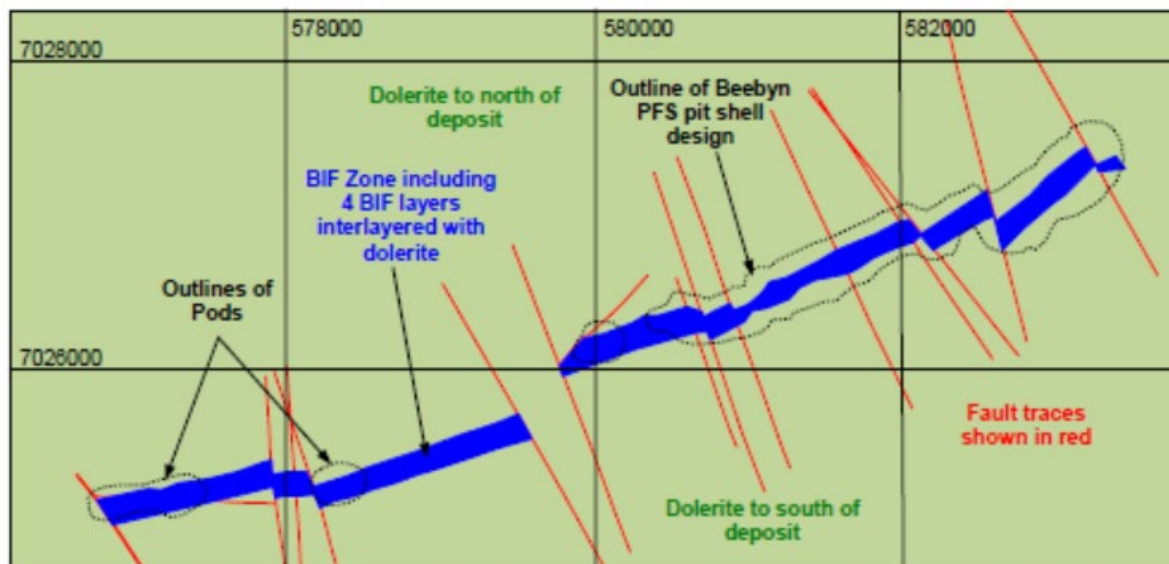 578000
580000
582000
7028000
Dolerite to north of
deposit
Outline of Beebyn
PFS pit shell
design
BIF Zone including
4 BIF layers
interlayered with
dolerite
Outlines of
Pods
7026000
Fault traces
shown in red
Dolerite to south of
deposit